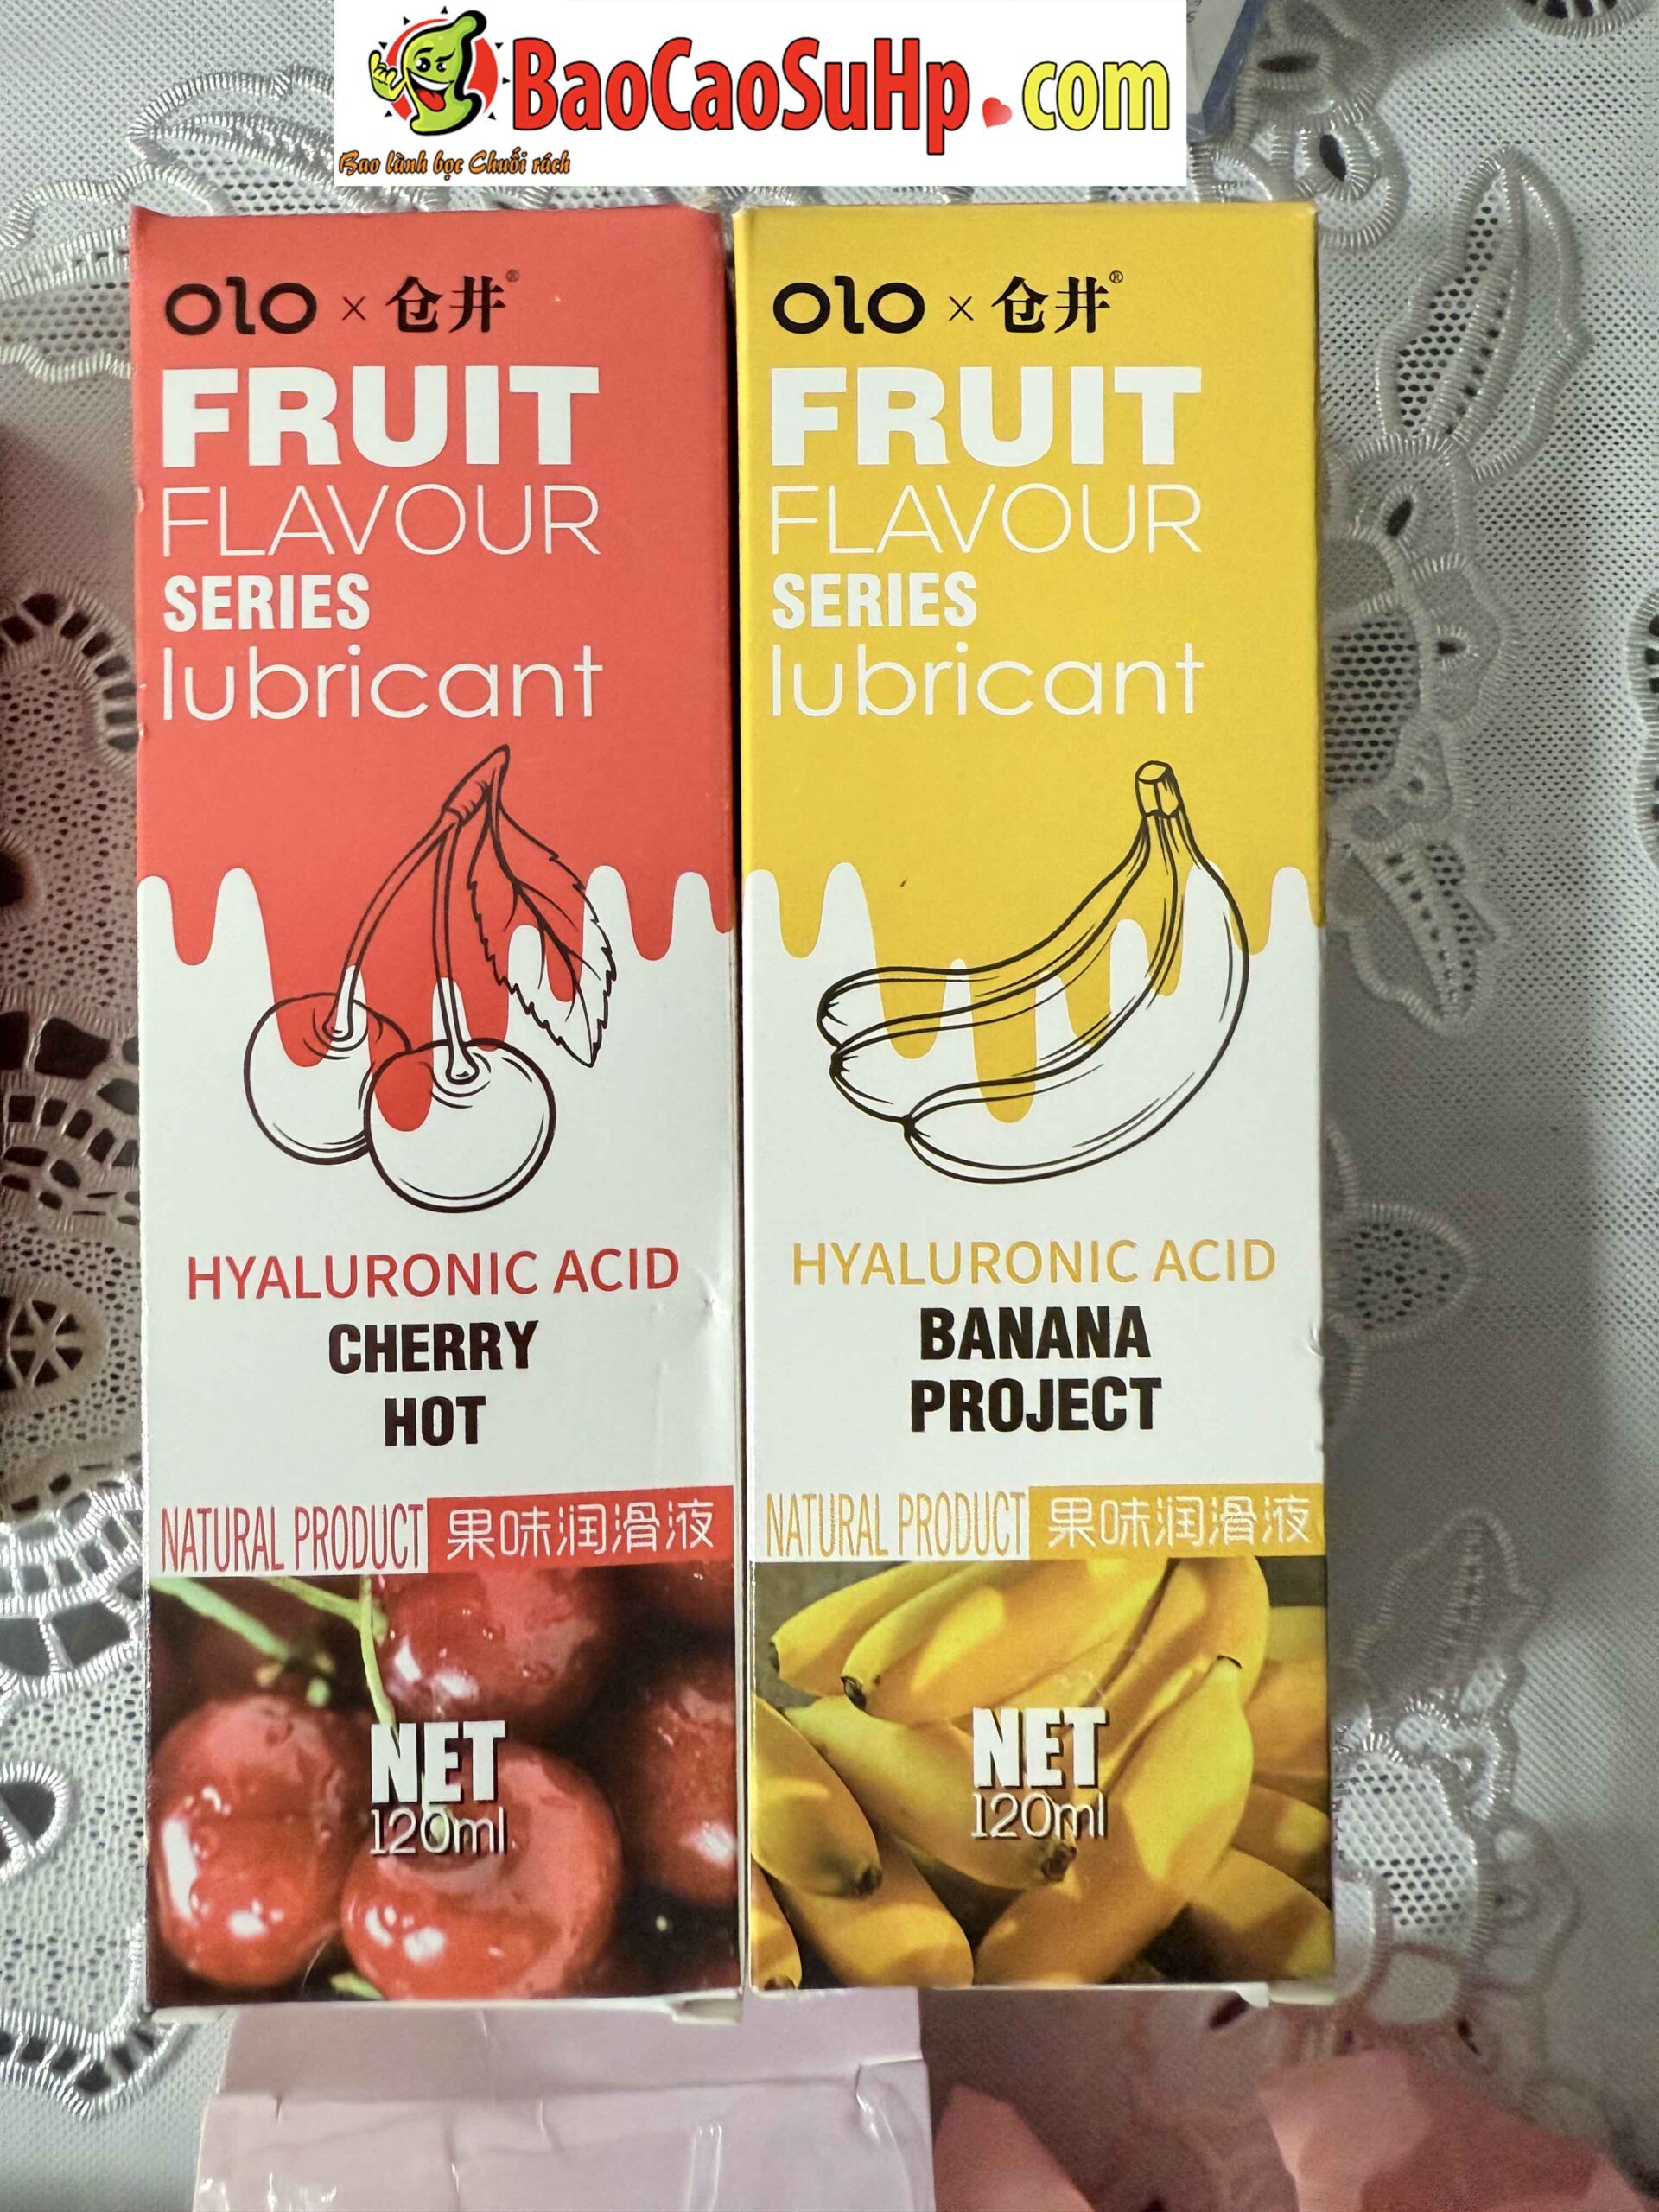 BaoCaoSuHp.com
Bao lành bọc Chuối rách
olo × 仓井®
FRUIT
FLAVOUR
SERIES
lubricant
HYALURONIC ACID
CHERRY
HOT
NATURAL PRODUCT 果味润滑液
NET
120ml
olo × 仓井®
FRUIT
FLAVOUR
SERIES
lubricant
HYALURONIC ACID
BANANA
PROJECT
NATURAL PRODUCT 果味润滑液
NET
120ml